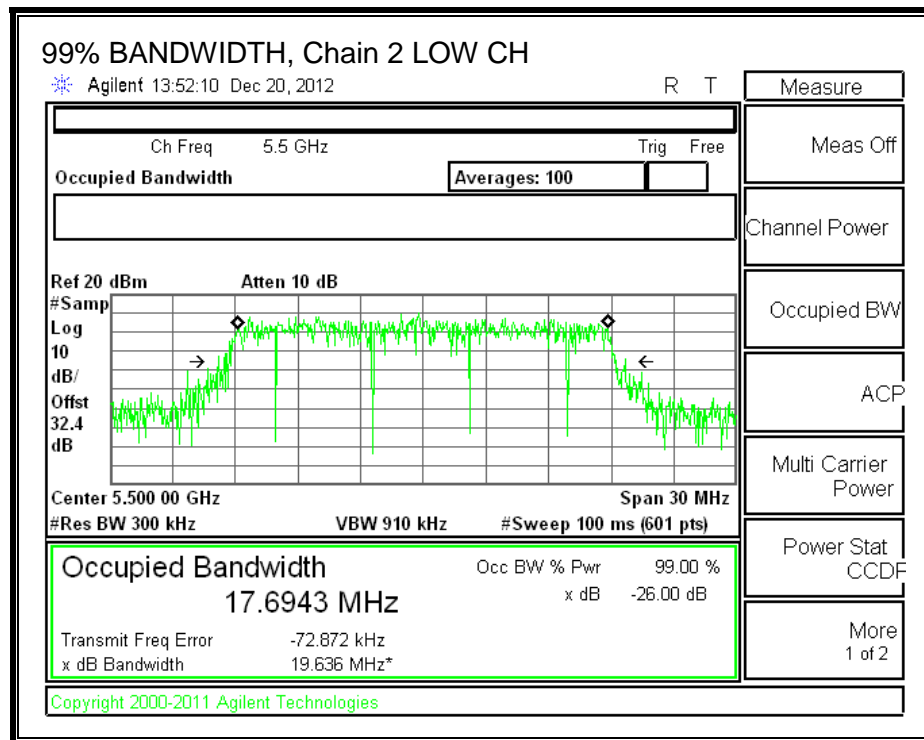 99% BANDWIDTH, Chain 2 LOW CH
Agilent 13:52:10 Dec 20, 2012 R T
Measure
Ch Freq 5.5 GHz Trig Free
Occupied Bandwidth Averages: 100
Meas Off
Channel Power
Occupied BW
ACP
Multi Carrier
Power
Power Stat
CCDF
More
1 of 2
Ref 20 dBm Atten 10 dB
#Samp
Log
10
dB/
Offst
32.4
dB
Center 5.500 00 GHz Span 30 MHz
#Res BW 300 kHz VBW 910 kHz #Sweep 100 ms (601 pts)
Occupied Bandwidth Occ BW % Pwr 99.00 %
17.6943 MHz x dB -26.00 dB
Transmit Freq Error -72.872 kHz
x dB Bandwidth 19.636 MHz*
Copyright 2000-2011 Agilent Technologies